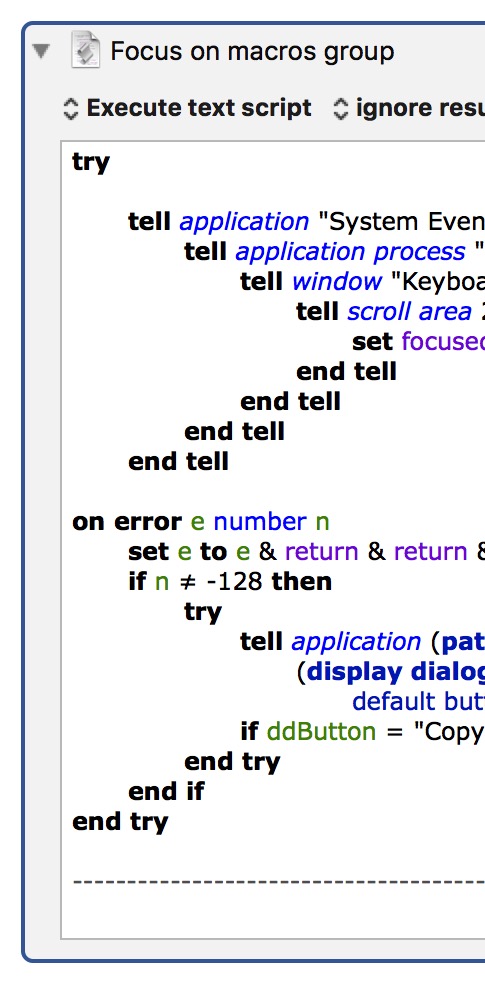 Focus on macros group
Execute text script ignore resu
try
tell application "System Even
tell application process "
tell window "Keyboa
tell scroll area 2
set focused
end tell
end tell
end tell
end tell
on error e number n
set e to e & return & return &
if n ≠ -128 then
try
tell application (pat
(display dialog
default butt
if ddButton = "Copy
end try
end if
end try
------------------------------------------------